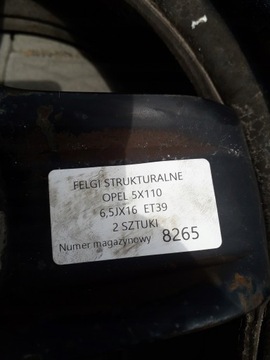 FELGI STRUKTURALNE
OPEL 5X110
6,5JX16 ET39
2 SZTUKI
Numer magazynowy 8265